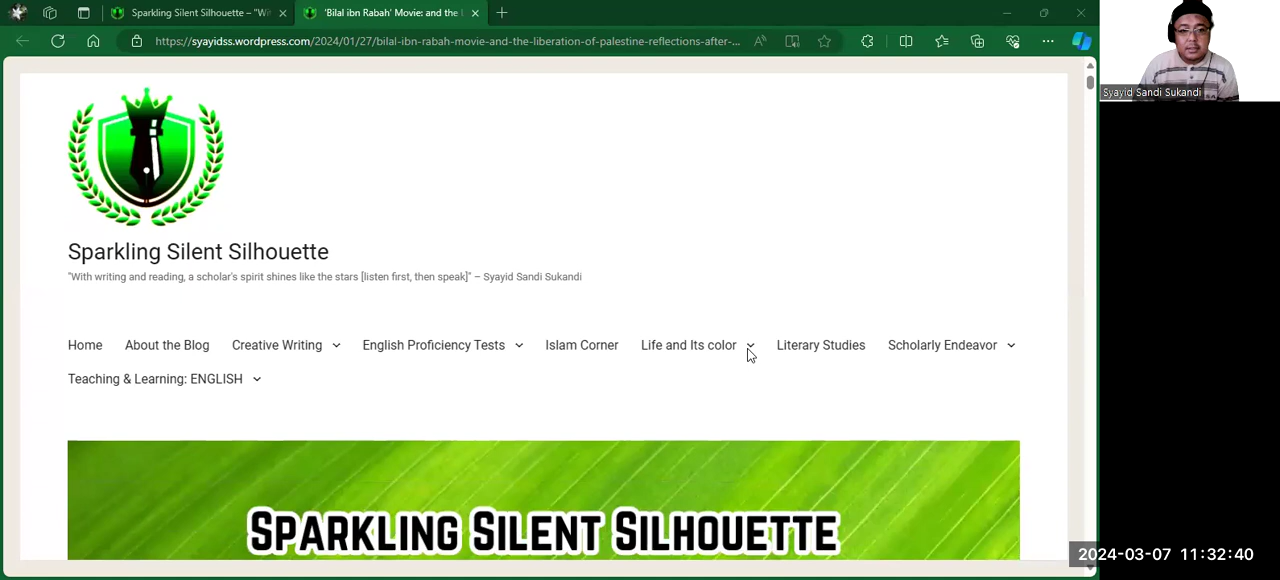 Sparkling Silent Silhouette – "Wi
'Bilal ibn Rabah' Movie: and the L
https://syayidss.wordpress.com/2024/01/27/bilal-ibn-rabah-movie-and-the-liberation-of-palestine-reflections-after-...
Syayid Sandi Sukandi
Sparkling Silent Silhouette
"With writing and reading, a scholar's spirit shines like the stars [listen first, then speak]" – Syayid Sandi Sukandi
Home About the Blog Creative Writing English Proficiency Tests Islam Corner Life and Its color Literary Studies Scholarly Endeavor
Teaching & Learning: ENGLISH
SPARKLING SILENT SILHOUETTE
2024-03-07 11:32:40